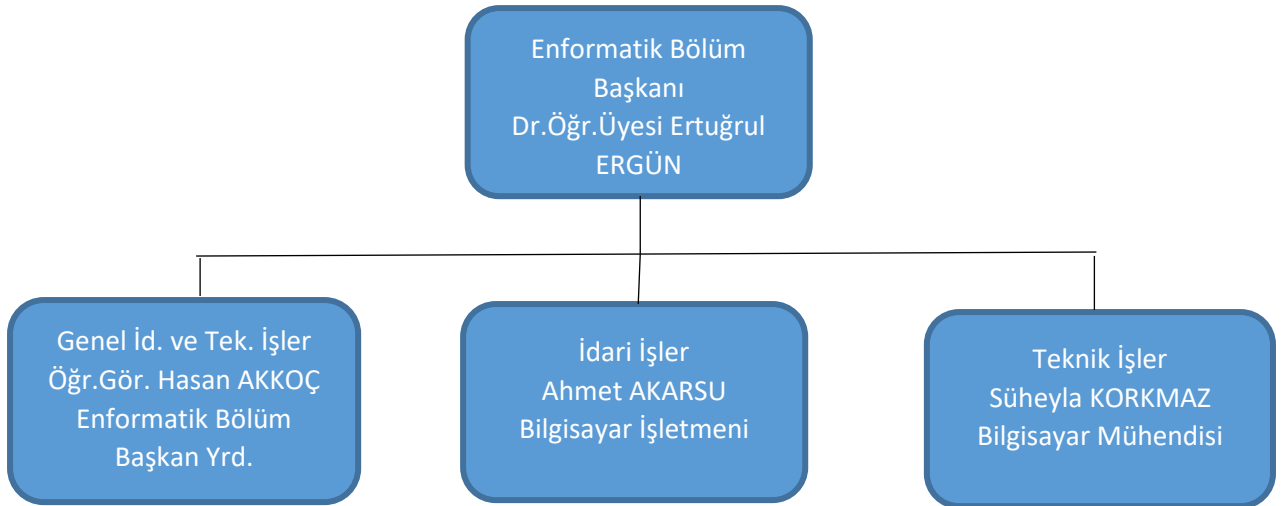 Enformatik Bölüm
Başkanı
Dr.Öğr.Üyesi Ertuğrul
ERGÜN
Genel İd. ve Tek. İşler
Öğr.Gör. Hasan AKKOÇ
Enformatik Bölüm
Başkan Yrd.
İdari İşler
Ahmet AKARSU
Bilgisayar İşletmeni
Teknik İşler
Süheyla KORKMAZ
Bilgisayar Mühendisi